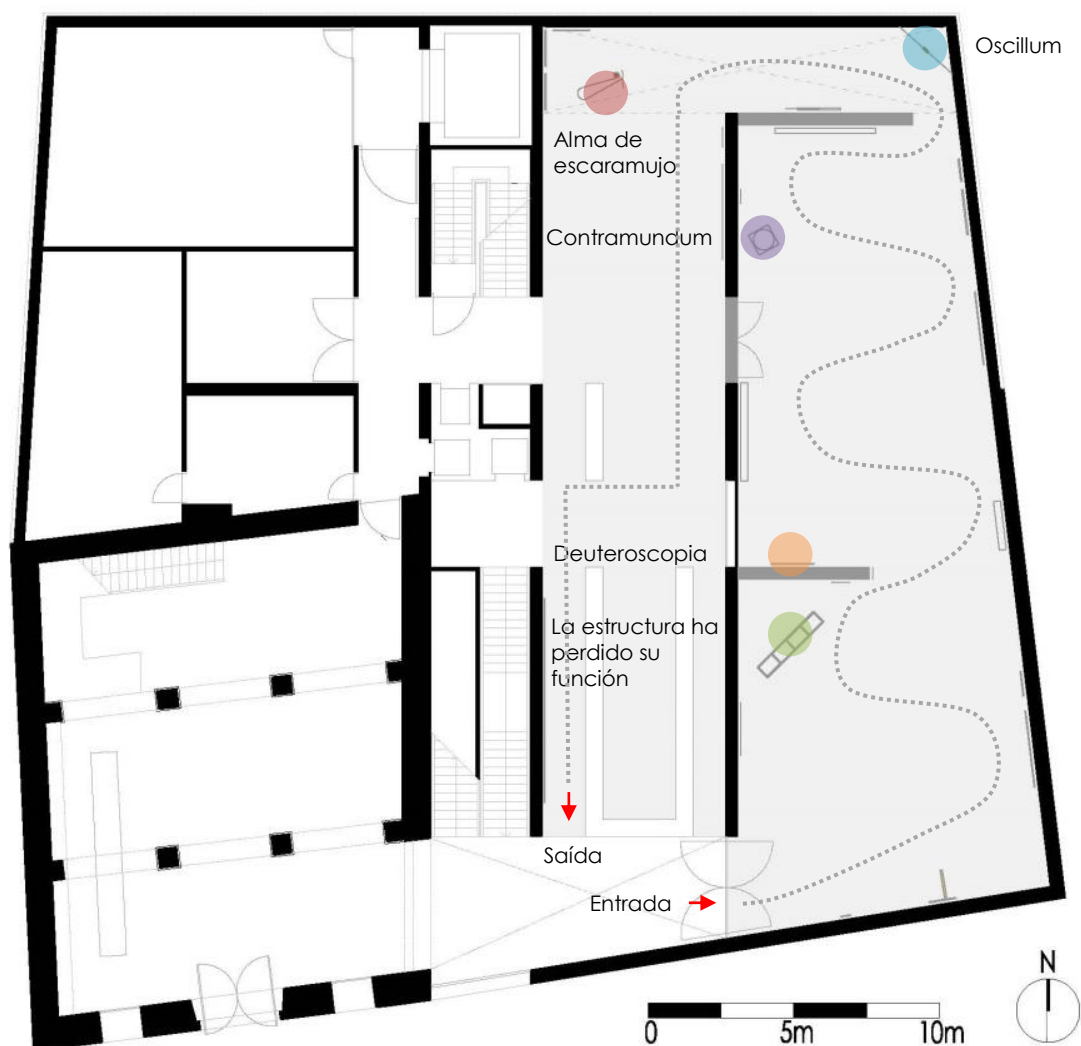 Oscillum
Alma de
escaramujo
Contramundum
Deuteroscopia
La estructura ha
perdido su
función
Saída
Entrada
N
0 5m 10m